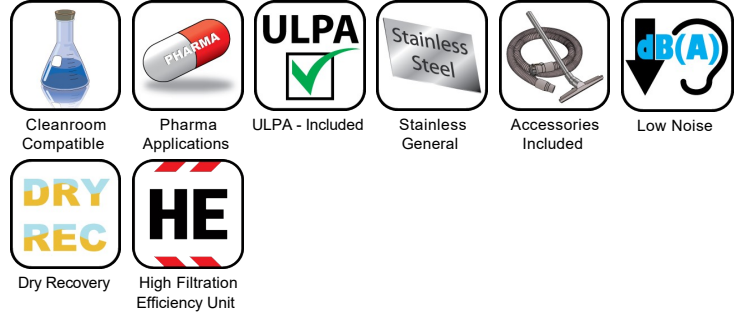 PHARMA
ULPA
Stainless
Steel
dB(A)
Cleanroom
Compatible
Pharma
Applications
ULPA - Included
Stainless
General
Accessories
Included
Low Noise
DRY
REC
HE
Dry Recovery
High Filtration
Efficiency Unit